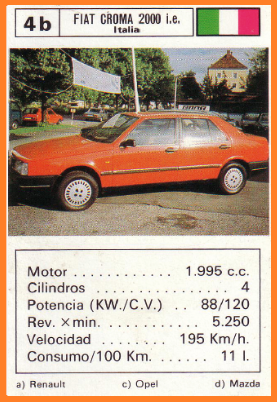 4b
FIAT CROMA 2000 i.e.
Italia
Motor ............ 1.995 c.c.
Cilindros ............ 4
Potencia (KW./C.V.) .. 88/120
Rev. × min. ........ 5.250
Velocidad ...... 195 Km/h.
Consumo/100 Km. ...... 11 l.
a) Renault c) Opel d) Mazda